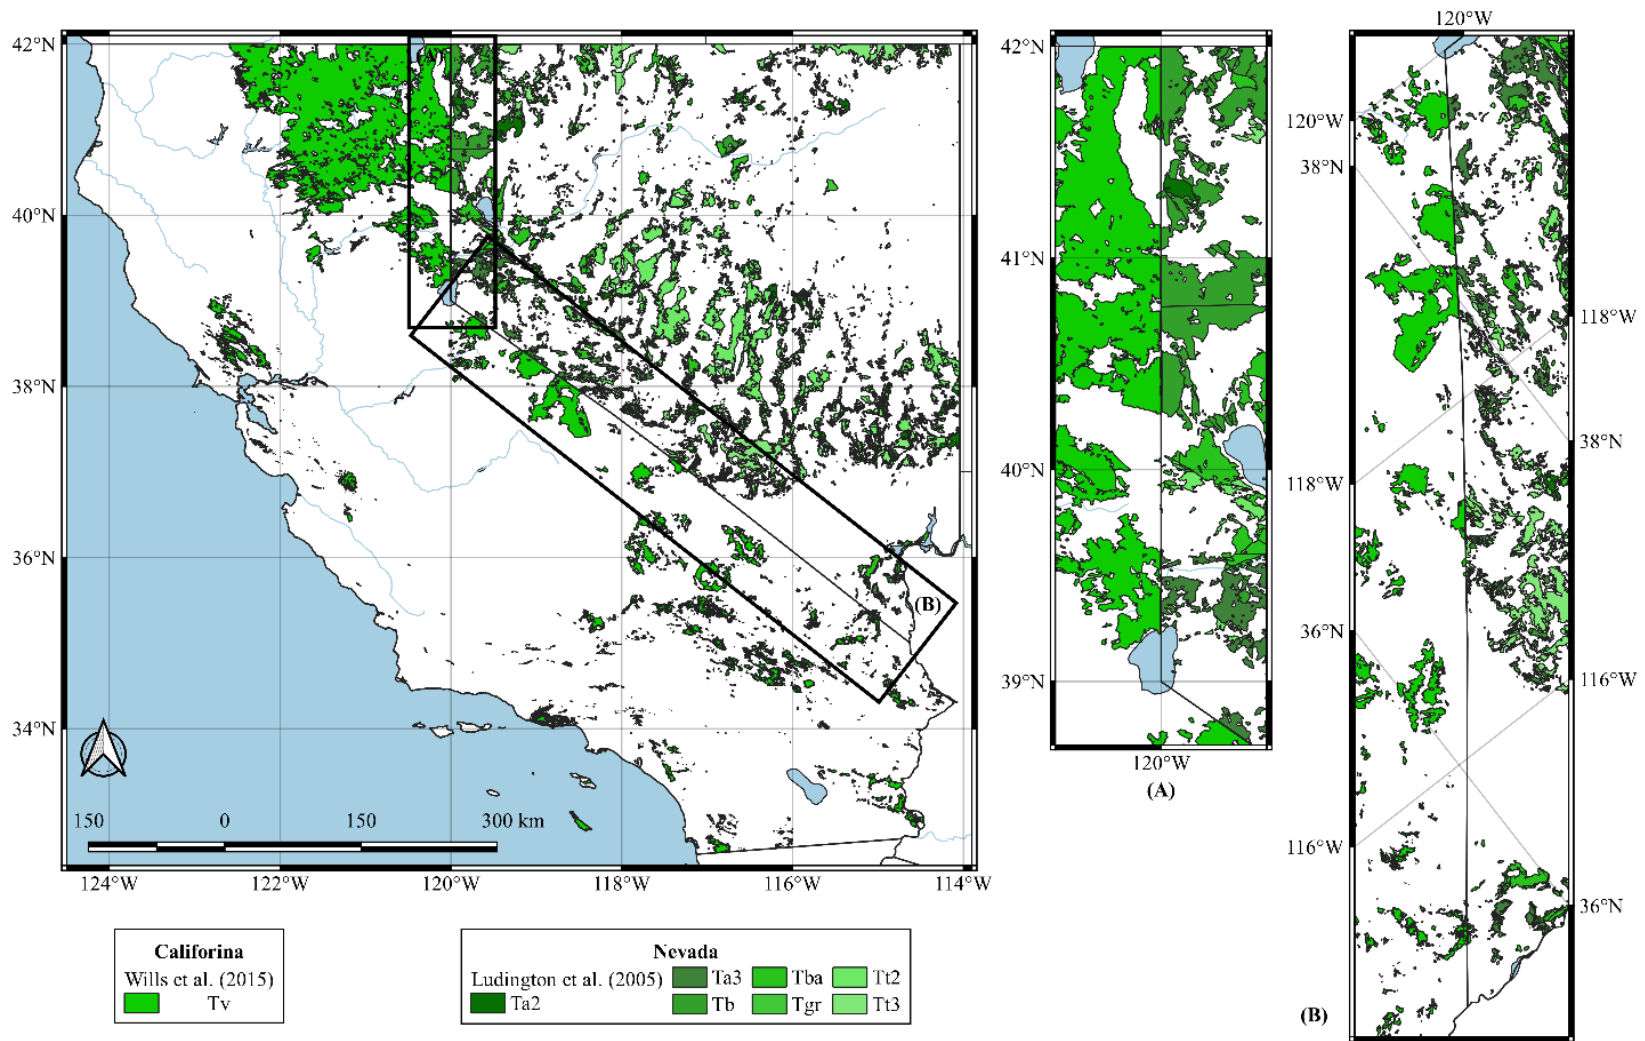 42°N
40°N
38°N
36°N
34°N
124°W
122°W
120°W
118°W
116°W
114°W
150
0
150
300 km
(B)
42°N
41°N
40°N
39°N
120°W
(A)
120°W
120°W
38°N
118°W
36°N
116°W
118°W
38°N
116°W
36°N
(B)
Califorina
Wills et al. (2015)
Tv
Nevada
Ludington et al. (2005)
Ta2
Ta3
Tb
Tba
Tgr
Tt2
Tt3